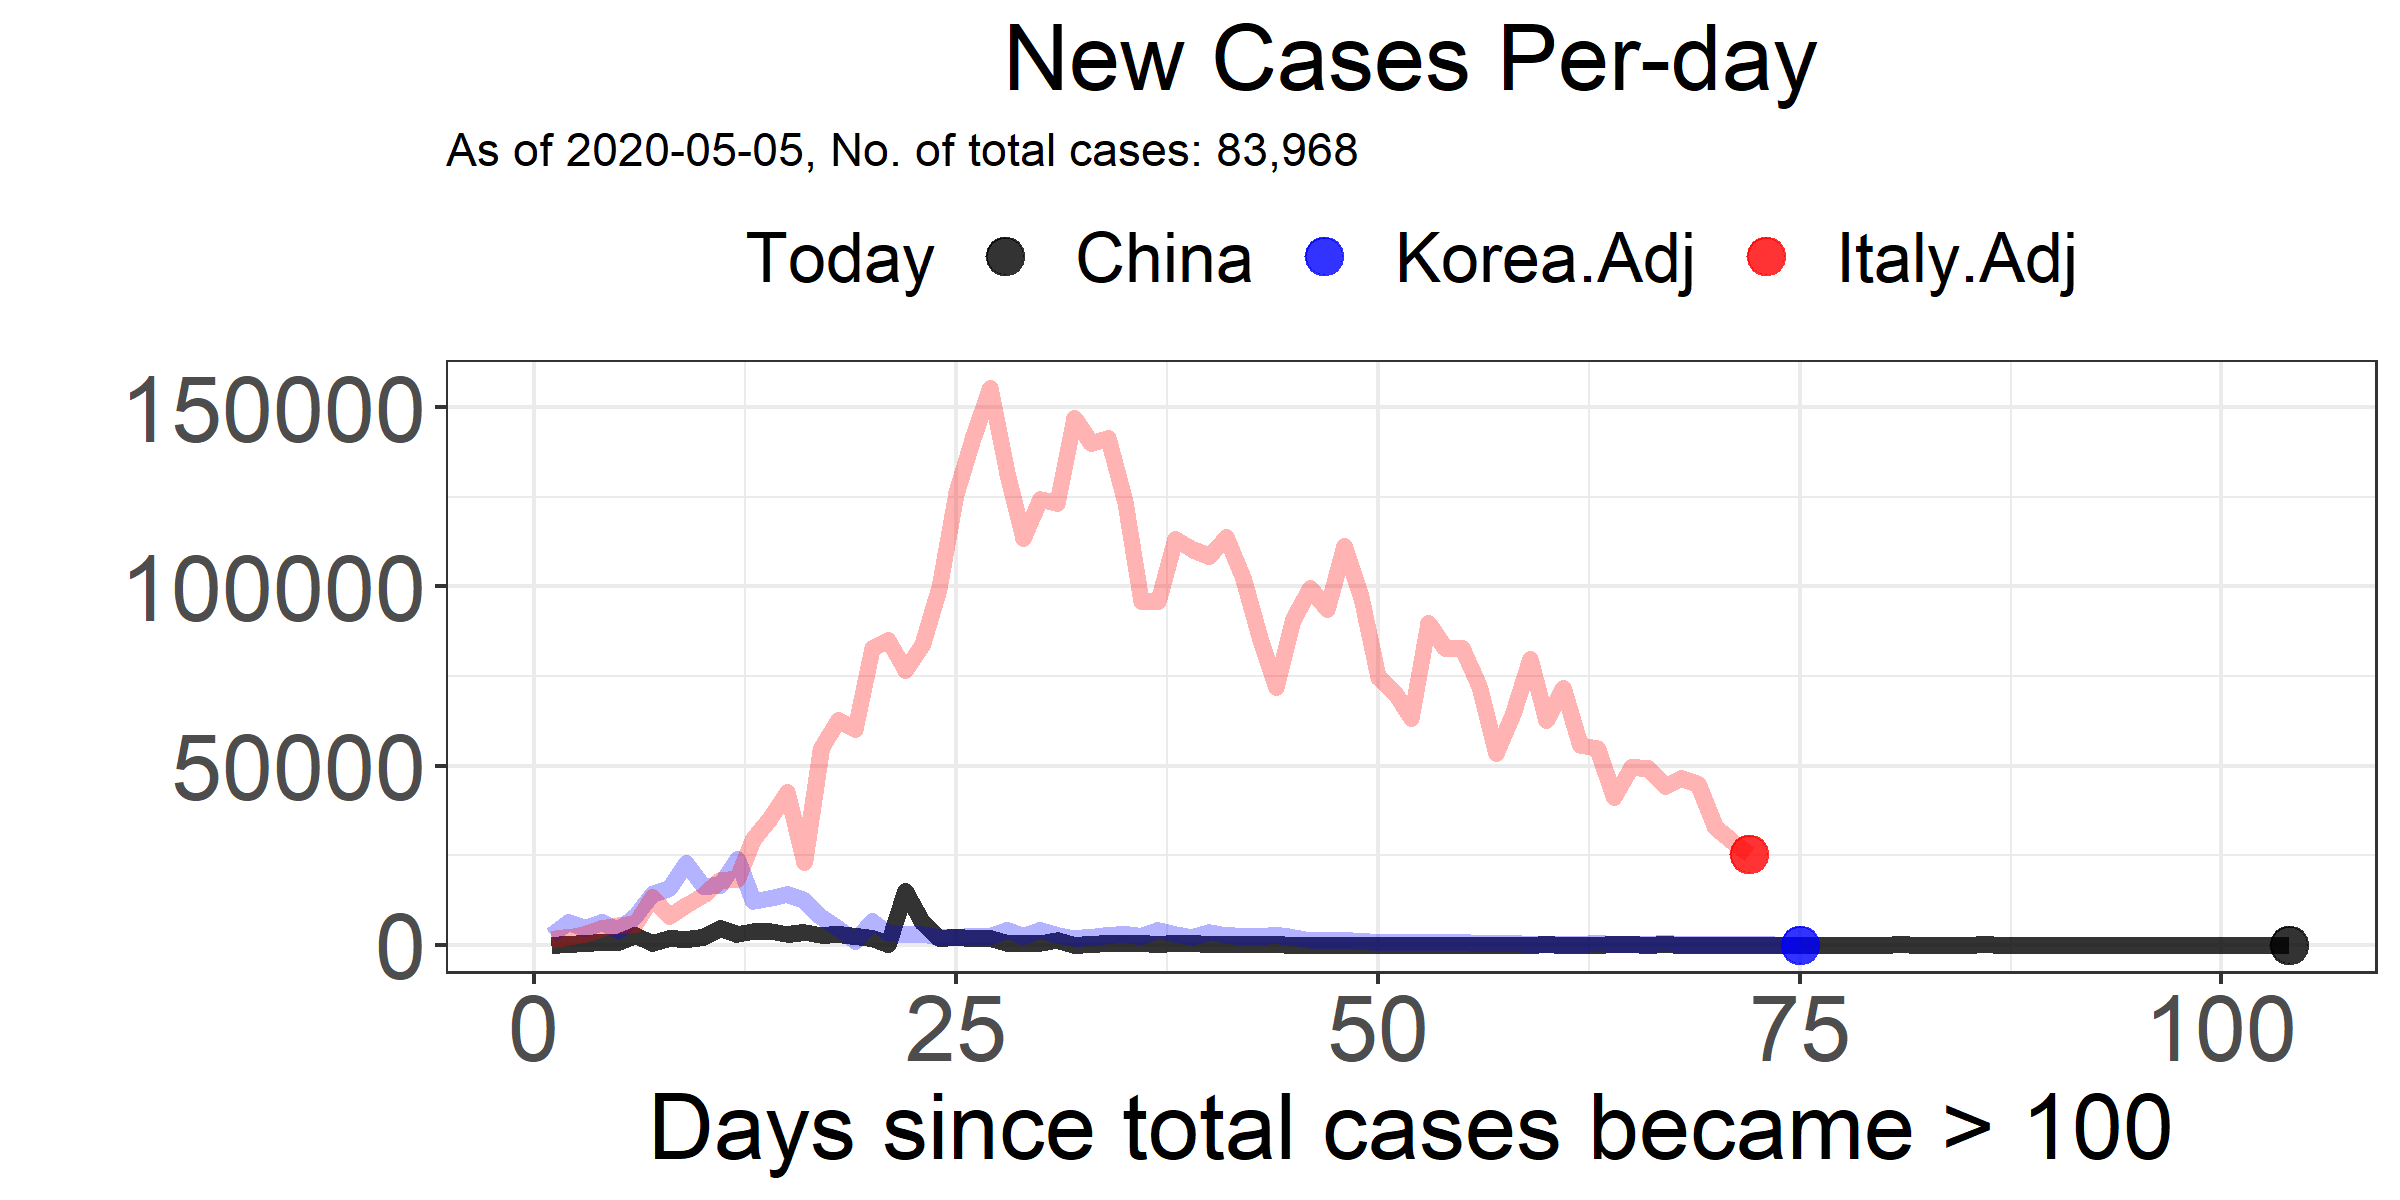 New Cases Per-day
As of 2020-05-05, No. of total cases: 83,968
Today China Korea.Adj Italy.Adj
150000
100000
50000
0
0 25 50 75 100
Days since total cases became > 100